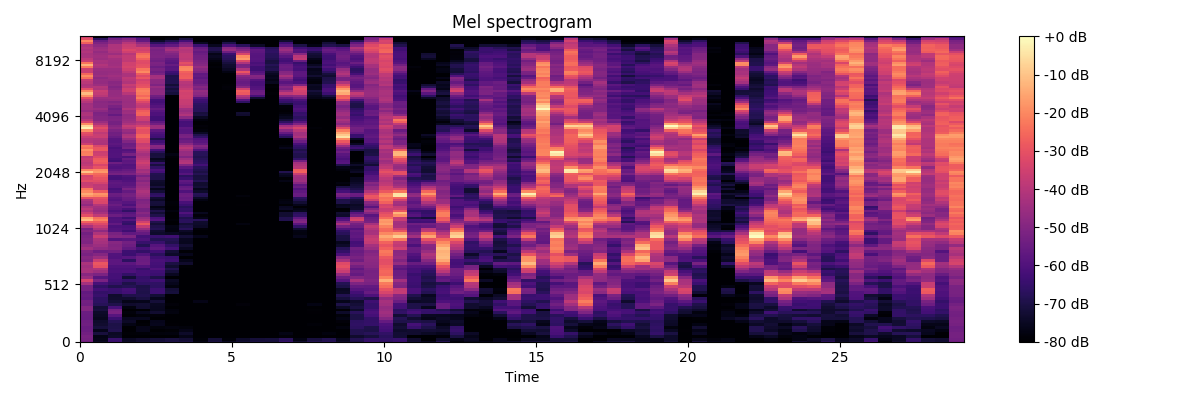 Mel spectrogram
Hz
8192
4096
2048
1024
512
0
0 5 10 15 20 25
Time
+0 dB
-10 dB
-20 dB
-30 dB
-40 dB
-50 dB
-60 dB
-70 dB
-80 dB